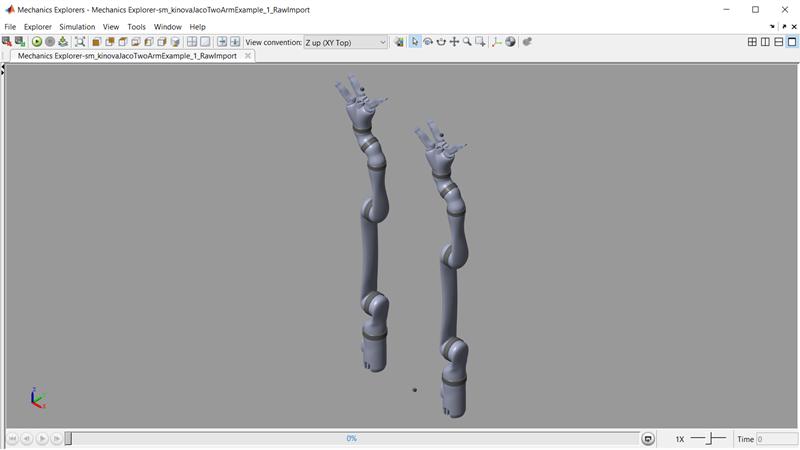 Mechanics Explorers - Mechanics Explorer-sm_kinovaJacoTwoArmExample_1_RawImport
File Explorer Simulation View Tools Window Help
View convention: Z up (XY Top)
Mechanics Explorer-sm_kinovaJacoTwoArmExample_1_RawImport
Z
Y
X
0% 1X Time 0